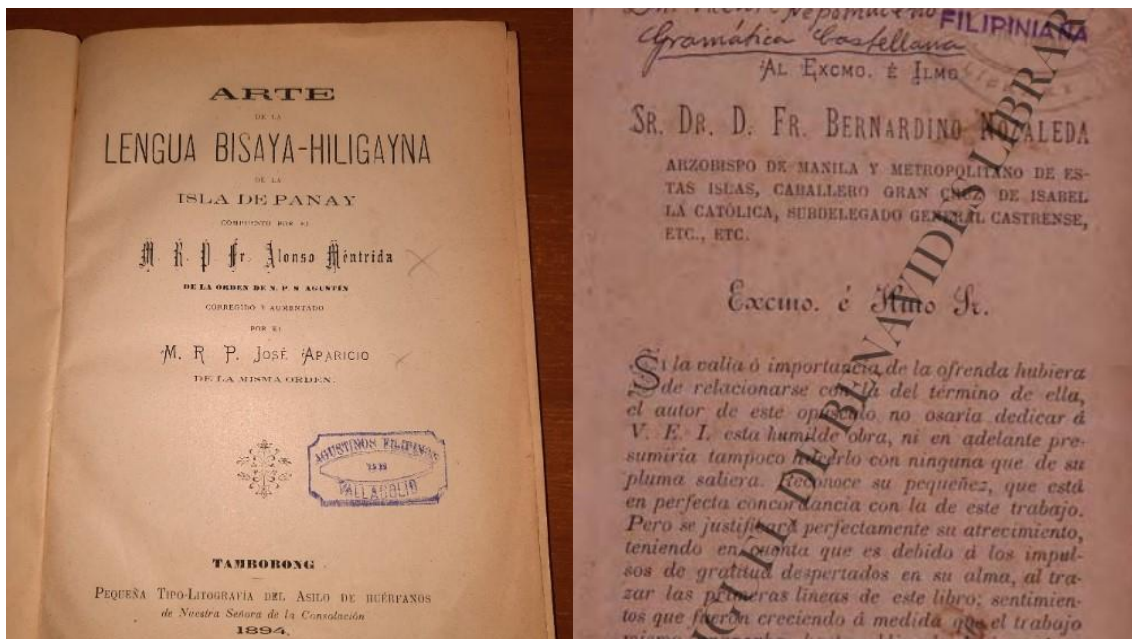 ARTE
DE LA
LENGUA BISAYA-HILIGAYNA
DE LA
ISLA DE PANAY
COMPUESTO POR EL
M. R. P. Fr. Alonso Méntrida
DE LA ORDEN DE N. P. S. AGUSTÍN
CORREGIDO Y AUMENTADO
POR EL
M. R. P. JOSÉ APARICIO
DE LA MISMA ORDEN.
AGUSTINOS FILIPINOS
VALLADOLID
TAMBOBONG
PEQUEÑA TIPO-LITOGRAFÍA DEL ASILO DE HUÉRFANOS
de Nuestra Señora de la Consolación
1894.
Nepomuceno
FILIPINIANA
Gramática Castellana
AL EXCMO. É ILMO
SR. DR. D. FR. BERNARDINO NOZALEDA
ARZOBISPO DE MANILA Y METROPOLITANO DE ES-
TAS ISLAS, CABALLERO GRAN CRUZ DE ISABEL
LA CATÓLICA, SUBDELEGADO GENERAL CASTRENSE,
ETC., ETC.
Excmo. é Ilmo Sr.
Si la valía ó importancia de la ofrenda hubiera
de relacionarse con la del término de ella,
el autor de este opúsculo no osaría dedicar á
V. E. I. esta humilde obra, ni en adelante pre-
sumiría tampoco hacerlo con ninguna que de su
pluma saliera. Reconoce su pequeñez, que está
en perfecta concordancia con la de este trabajo.
Pero se justificará perfectamente su atrecimiento,
teniendo en cuenta que es debido á los impul-
sos de gratitud despertados en su alma, al tra-
zar las primeras líneas de este libro; sentimien-
tos que fueron creciendo á medida que el trabajo
DE BENAVIDES LIBRAR